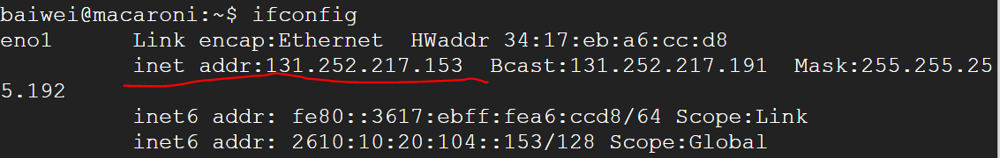 baiwei@macaroni:~$ ifconfig
eno1      Link encap:Ethernet  HWaddr 34:17:eb:a6:cc:d8
          inet addr:131.252.217.153  Bcast:131.252.217.191  Mask:255.255.25
5.192
          inet6 addr: fe80::3617:ebff:fea6:ccd8/64 Scope:Link
          inet6 addr: 2610:10:20:104::153/128 Scope:Global